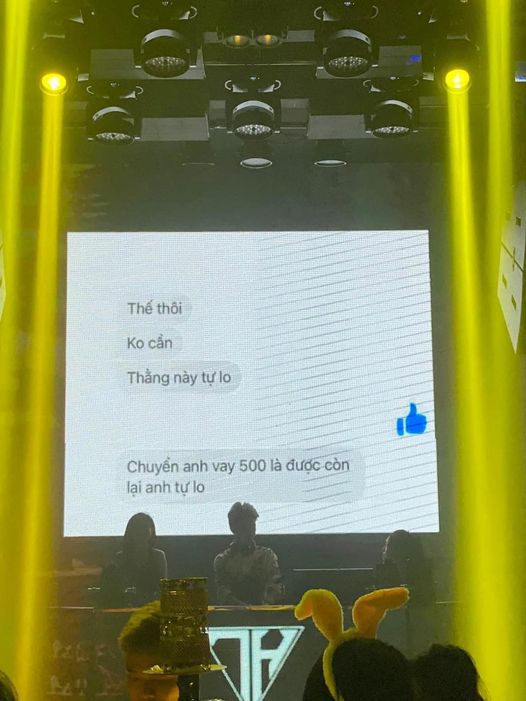 Thế thôi
Ko cần
Thằng này tự lo
Chuyển anh vay 500 là được còn
lại anh tự lo